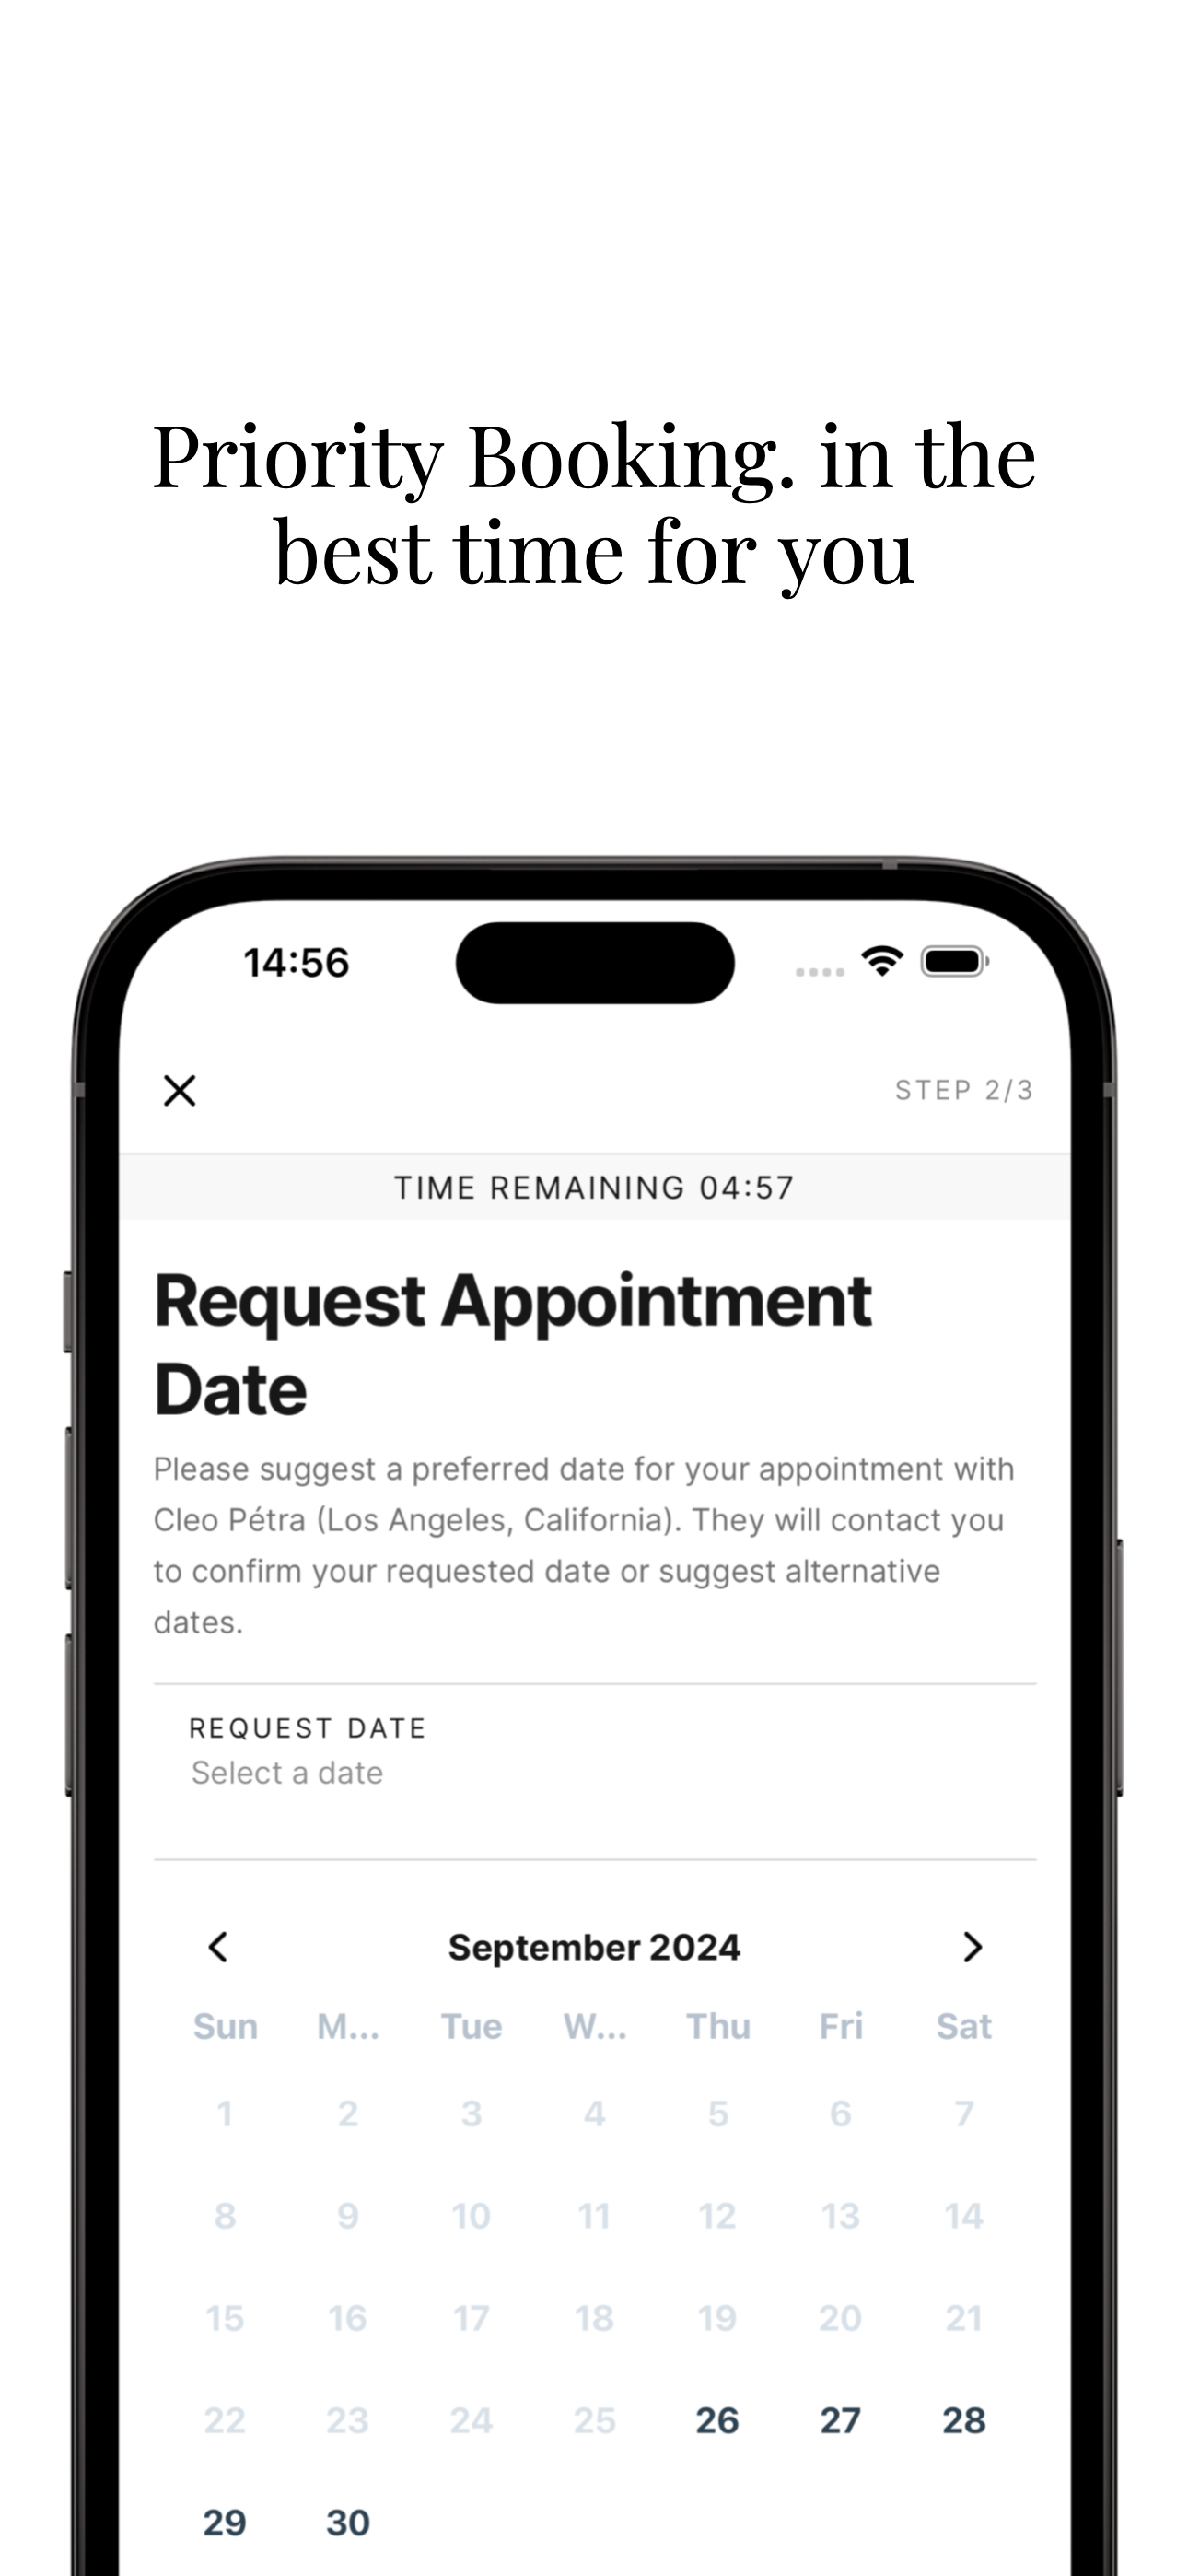 Priority Booking. in the
best time for you
14:56
STEP 2/3
TIME REMAINING 04:57
Request Appointment
Date
Please suggest a preferred date for your appointment with
Cleo Pétra (Los Angeles, California). They will contact you
to confirm your requested date or suggest alternative
dates.
REQUEST DATE
Select a date
September 2024
Sun M... Tue W... Thu Fri Sat
1 2 3 4 5 6 7
8 9 10 11 12 13 14
15 16 17 18 19 20 21
22 23 24 25 26 27 28
29 30